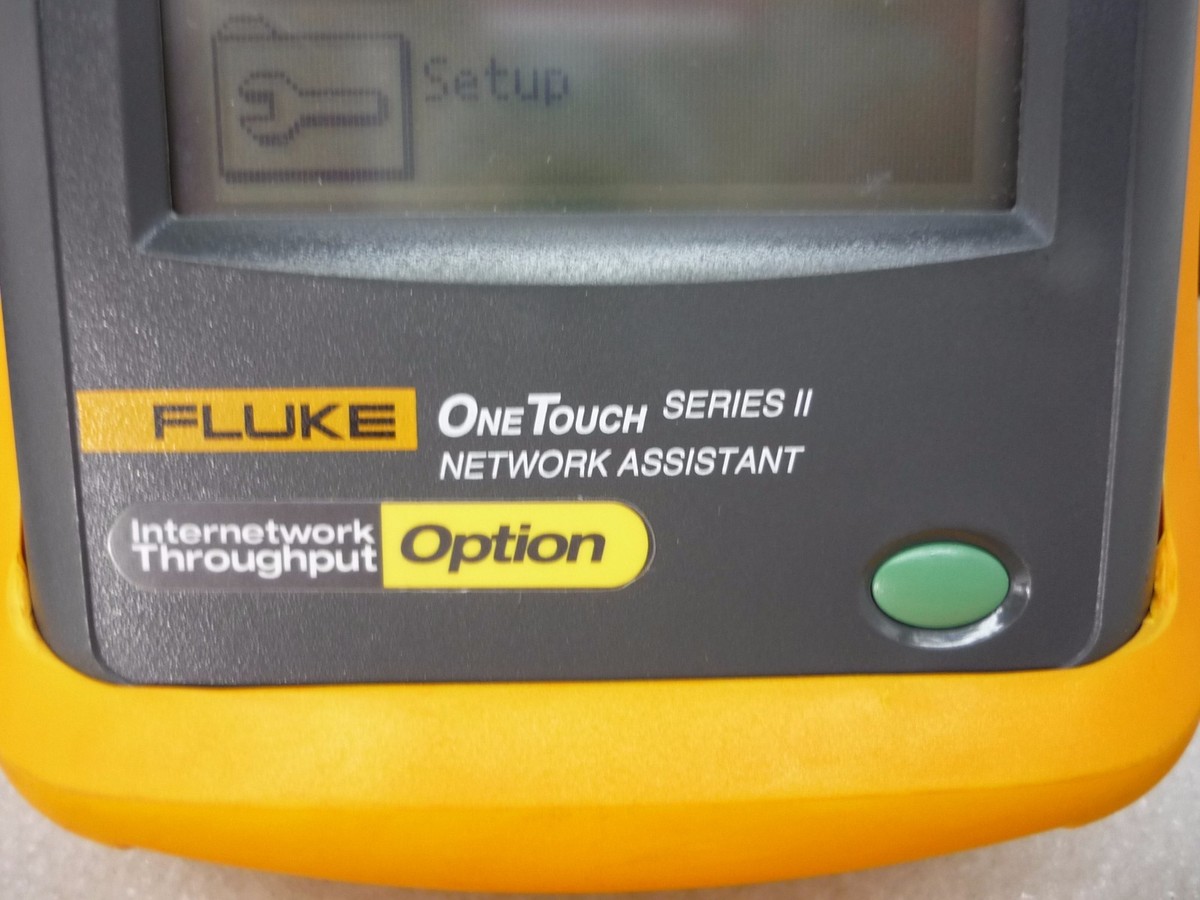 Setup
FLUKE
ONETOUCH SERIES II
NETWORK ASSISTANT
Internetwork
Throughput
Option